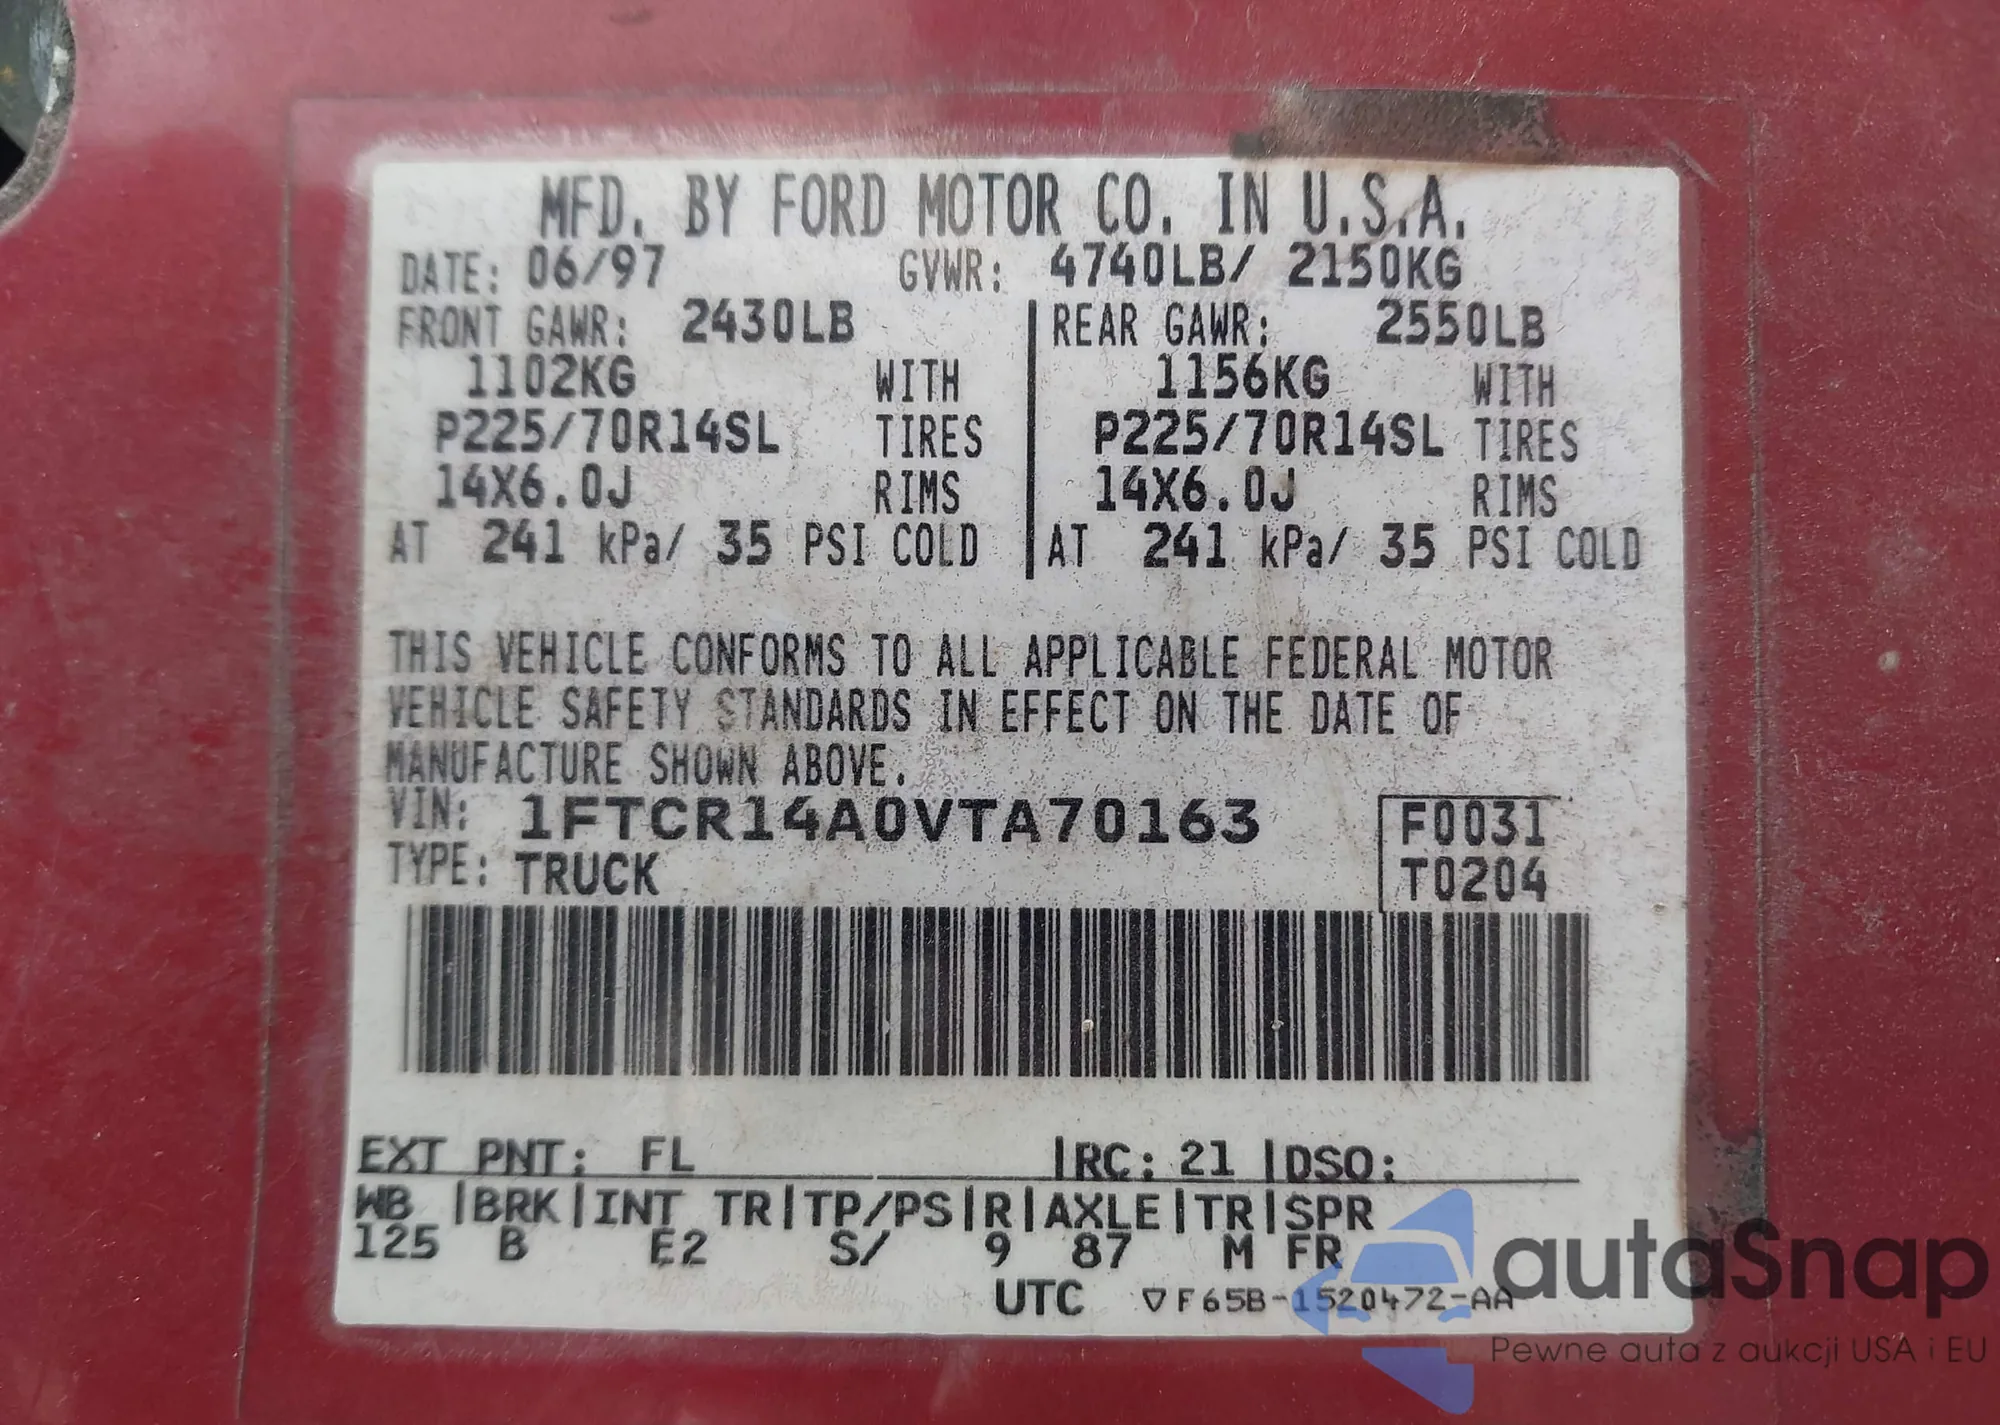 MFD. BY FORD MOTOR CO. IN U.S.A.
DATE: 06/97 GVWR: 4740LB/ 2150KG
FRONT GAWR: 2430LB REAR GAWR: 2550LB
1102KG WITH 1156KG WITH
P225/70R14SL TIRES P225/70R14SL TIRES
14X6.0J RIMS 14X6.0J RIMS
AT 241 kPa/ 35 PSI COLD AT 241 kPa/ 35 PSI COLD
THIS VEHICLE CONFORMS TO ALL APPLICABLE FEDERAL MOTOR
VEHICLE SAFETY STANDARDS IN EFFECT ON THE DATE OF
MANUFACTURE SHOWN ABOVE.
VIN: 1FTCR14A0VTA70163 F0031
TYPE: TRUCK T0204
EXT PNT: FL |RC: 21 |DSO:
WB |BRK|INT TR|TP/PS|R|AXLE|TR|SPR
125 B E2 S/ 9 87 M FR
UTC ▽F65B-1520472-AA
autaSnap
Pewne auta z aukcji USA i EU